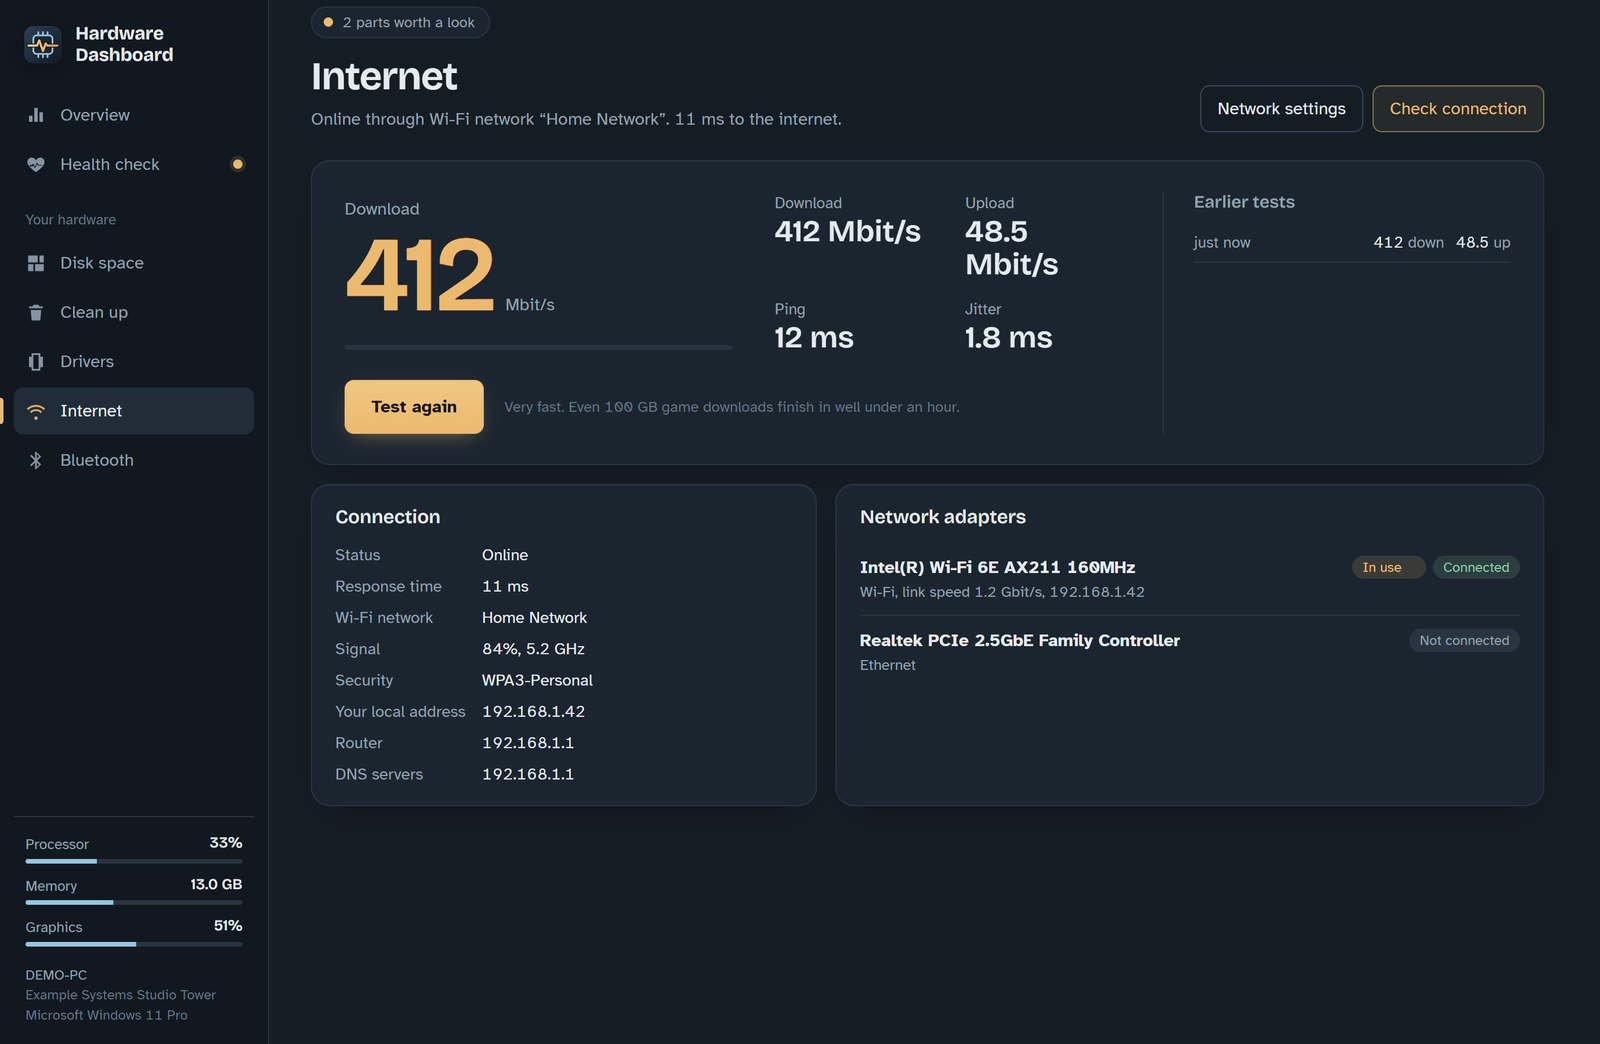 Hardware
Dashboard
Overview
Health check
Your hardware
Disk space
Clean up
Drivers
Internet
Bluetooth
Processor 33%
Memory 13.0 GB
Graphics 51%
DEMO-PC
Example Systems Studio Tower
Microsoft Windows 11 Pro
2 parts worth a look
Internet
Online through Wi-Fi network “Home Network”. 11 ms to the internet.
Network settings
Check connection
Download
412 Mbit/s
Test again
Very fast. Even 100 GB game downloads finish in well under an hour.
Download
412 Mbit/s
Upload
48.5
Mbit/s
Ping
12 ms
Jitter
1.8 ms
Earlier tests
just now 412 down 48.5 up
Connection
Status Online
Response time 11 ms
Wi-Fi network Home Network
Signal 84%, 5.2 GHz
Security WPA3-Personal
Your local address 192.168.1.42
Router 192.168.1.1
DNS servers 192.168.1.1
Network adapters
Intel(R) Wi-Fi 6E AX211 160MHz In use Connected
Wi-Fi, link speed 1.2 Gbit/s, 192.168.1.42
Realtek PCIe 2.5GbE Family Controller Not connected
Ethernet